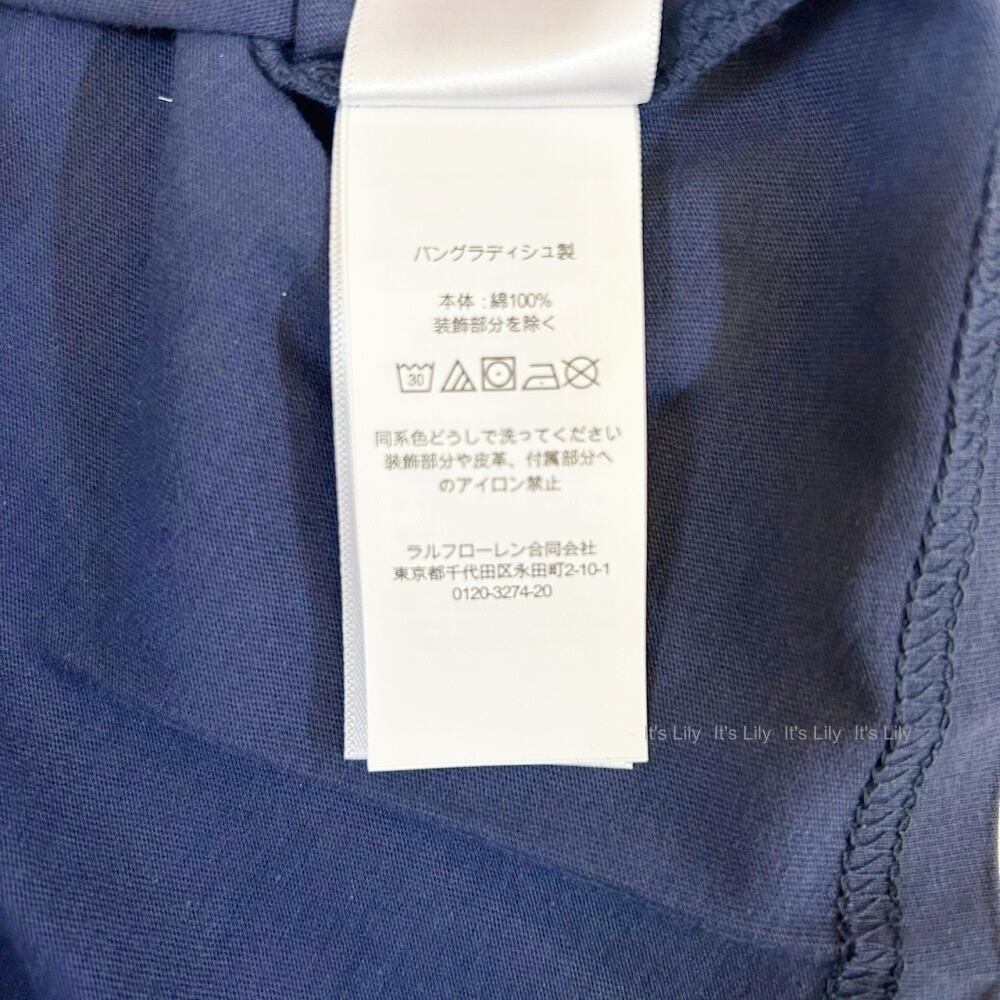 バングラディシュ製
本体 : 綿100%
装飾部分を除く
30
同系色どうしで洗ってください
装飾部分や皮革、付属部分へ
のアイロン禁止
ラルフローレン合同会社
東京都千代田区永田町2-10-1
0120-3274-20
It's Lily It's Lily It's Lily It's Lily